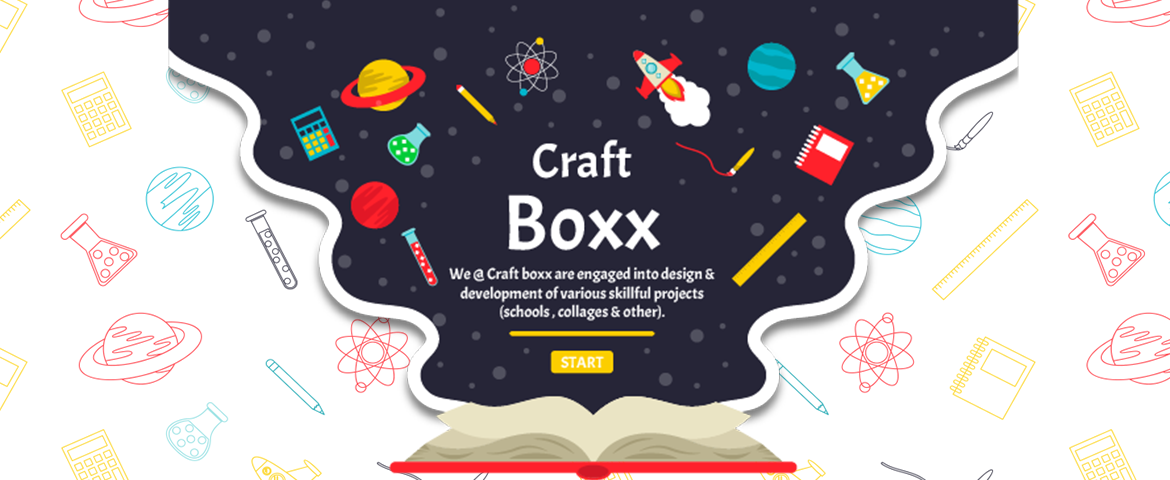 Craft
Boxx
We @ Craft boxx are engaged into design &
development of various skillful projects
(schools , collages & other).
START